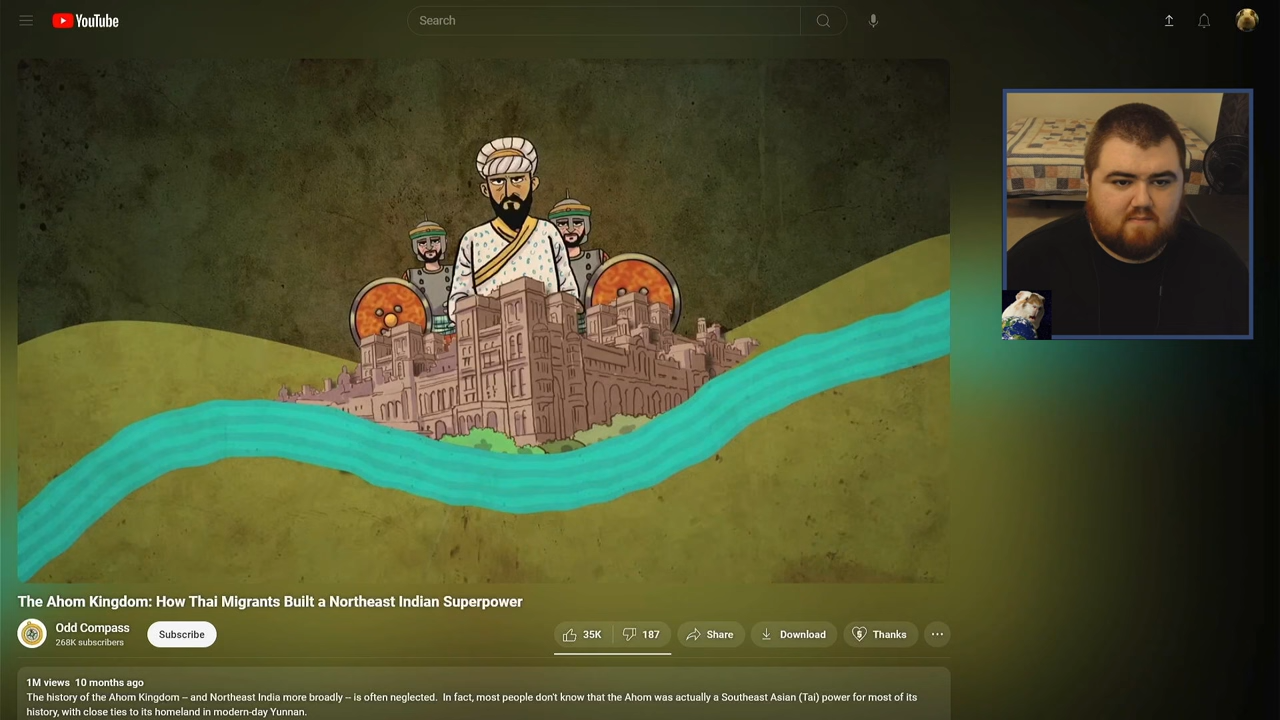 YouTube
Search
The Ahom Kingdom: How Thai Migrants Built a Northeast Indian Superpower
Odd Compass
268K subscribers
Subscribe
35K
187
Share
Download
Thanks
1M views 10 months ago
The history of the Ahom Kingdom – and Northeast India more broadly – is often neglected. In fact, most people don't know that the Ahom was actually a Southeast Asian (Tai) power for most of its
history, with close ties to its homeland in modern-day Yunnan.